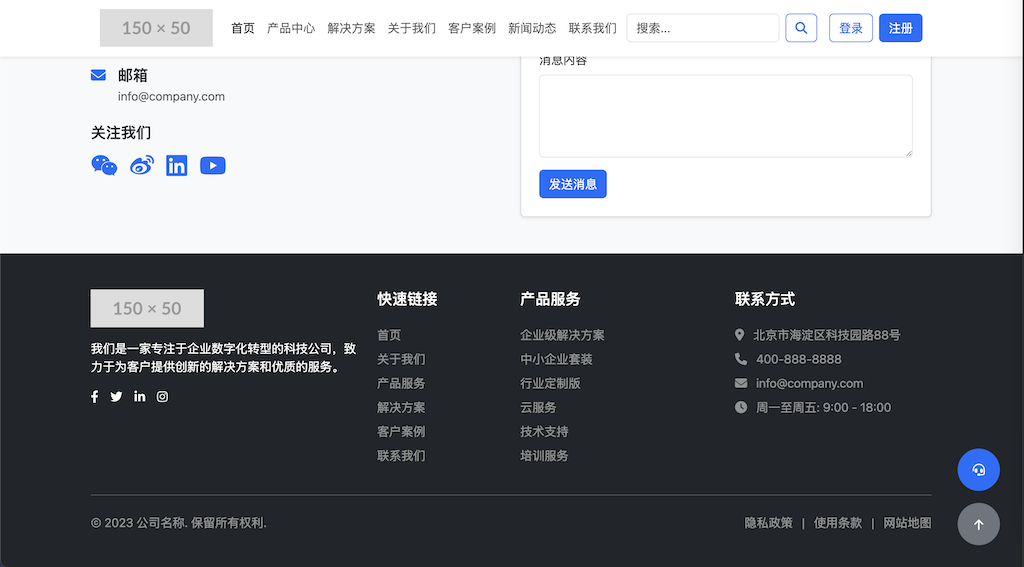 150 × 50
首页 产品中心 解决方案 关于我们 客户案例 新闻动态 联系我们 搜索... 登录 注册
消息内容
邮箱
info@company.com
关注我们
发送消息
150 × 50
我们是一家专注于企业数字化转型的科技公司，致
力于为客户提供创新的解决方案和优质的服务。
快速链接
首页
关于我们
产品服务
解决方案
客户案例
联系我们
产品服务
企业级解决方案
中小企业套装
行业定制版
云服务
技术支持
培训服务
联系方式
北京市海淀区科技园路88号
400-888-8888
info@company.com
周一至周五: 9:00 - 18:00
© 2023 公司名称. 保留所有权利.
隐私政策 | 使用条款 | 网站地图